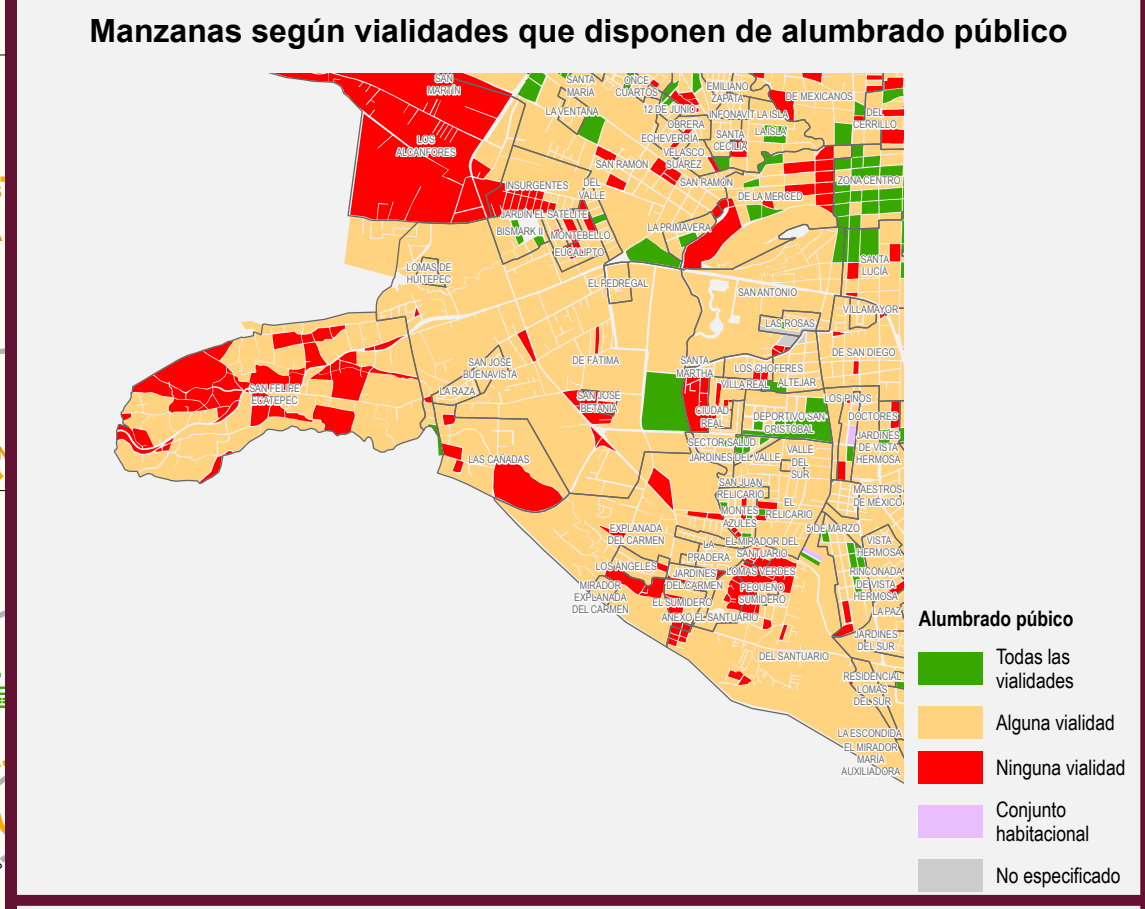 Manzanas según vialidades que disponen de alumbrado público
SAN
MARTÍN
SANTA
MARÍA
ONCE
CUARTOS
EMILIANO
ZAPATA
DE MEXICANOS
LA VENTANA
12 DE JUNIO
INFONAVIT LA ISLA
DEL
CERRILLO
OBRERA
LOS
ALCANFORES
ECHEVERRÍA
SANTA
CECILIA
LA ISLA
VELASCO
SUÁREZ
SAN RAMÓN
SAN RAMÓN
ZONA CENTRO
INSURGENTES
DEL
VALLE
DE LA MERCED
JARDIN EL SATÉLITE
BISMARK II
MONTEBELLO
LA PRIMAVERA
EUCALIPTO
SANTA
LUCÍA
LOMAS DE
HUITEPEC
EL PEDREGAL
SAN ANTONIO
VILLAMAYOR
LAS ROSAS
DE SAN DIEGO
SAN JOSÉ
BUENAVISTA
DE FÁTIMA
SANTA
MARTHA
LOS CHOFERES
VILLA REAL
ALTEJAR
SAN FELIPE
ECATEPEC
LA RAZA
SAN JOSÉ
BETANIA
LOS PINOS
CIUDAD
REAL
DEPORTIVO SAN
CRISTÓBAL
DOCTORES
SECTOR SALUD
JARDINES
DE VISTA
HERMOSA
JARDINES DEL VALLE
VALLE
DEL
SUR
LAS CAÑADAS
SAN JUAN
RELICARIO
MAESTROS
DE MÉXICO
EL
RELICARIO
MONTES
AZULES
EXPLANADA
DEL CARMEN
5 DE MARZO
VISTA
HERMOSA
LA
PRADERA
EL MIRADOR DEL
SANTUARIO
LOS ÁNGELES
JARDINES
DEL CARMEN
LOMAS VERDES
RINCONADA
DE VISTA
HERMOSA
MIRADOR
EXPLANADA
DEL CARMEN
PEQUEÑO
SUMIDERO
EL SUMIDERO
ANEXO EL SANTUARIO
LA PAZ
JARDINES
DEL SUR
DEL SANTUARIO
RESIDENCIAL
LOMAS
DEL SUR
LA ESCONDIDA
EL MIRADOR
MARÍA
AUXILIADORA
Alumbrado púbico
Todas las
vialidades
Alguna vialidad
Ninguna vialidad
Conjunto
habitacional
No especificado